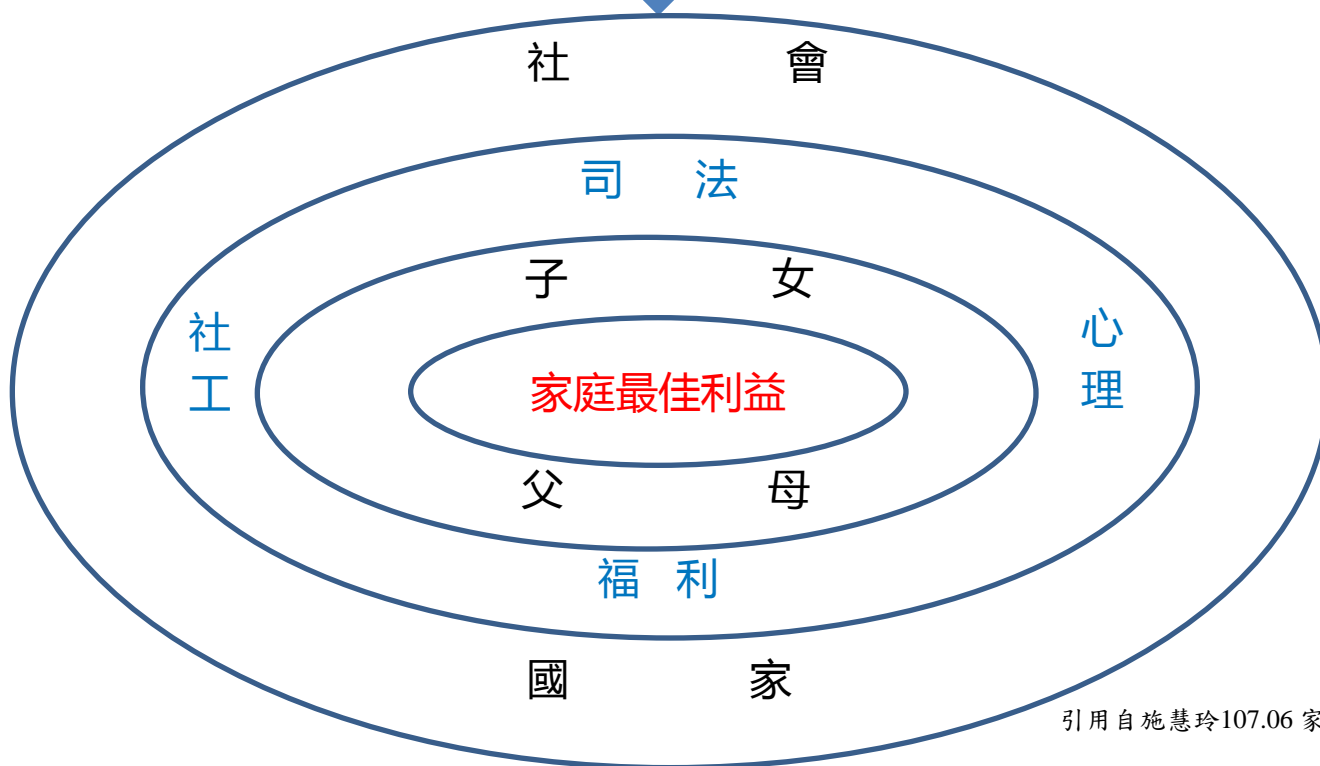 社會
司法
子女
社工
心理
家庭最佳利益
父母
福利
國家
引用自施慧玲107.06 家